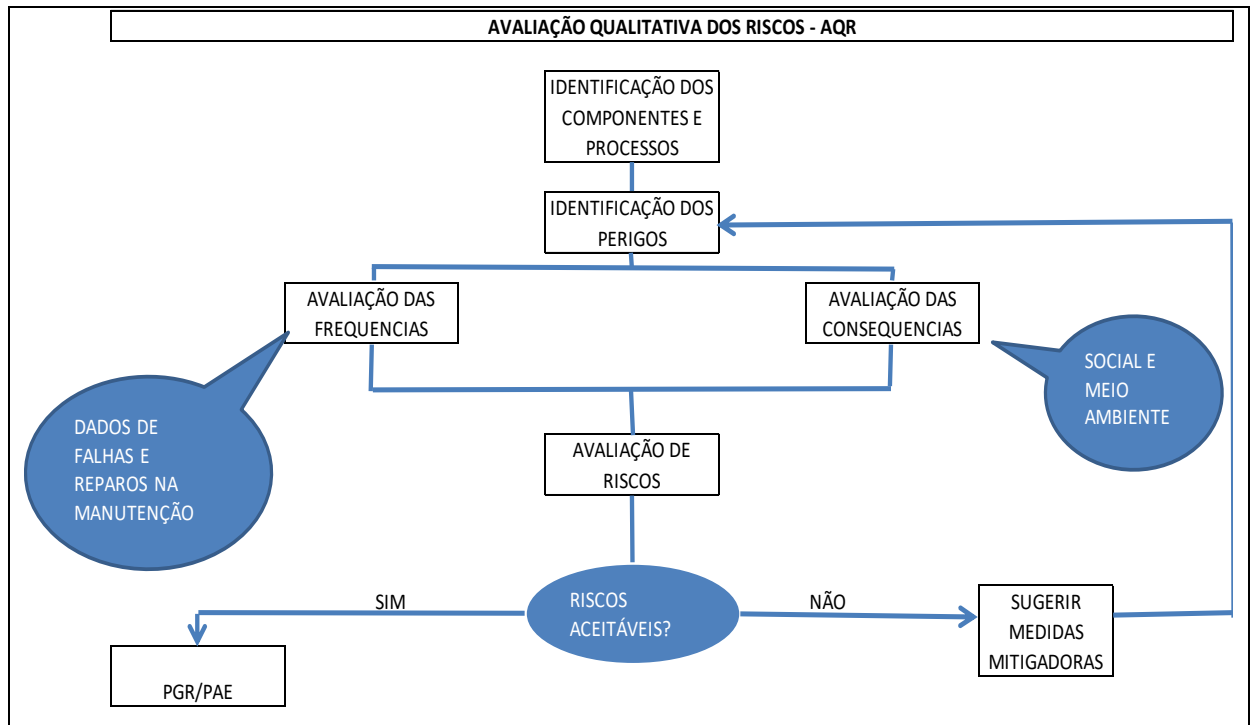 AVALIAÇÃO QUALITATIVA DOS RISCOS - AQR
IDENTIFICAÇÃO DOS
COMPONENTES E
PROCESSOS
IDENTIFICAÇÃO DOS
PERIGOS
AVALIAÇÃO DAS
FREQUENCIAS
AVALIAÇÃO DAS
CONSEQUENCIAS
DADOS DE
FALHAS E
REPAROS NA
MANUTENÇÃO
SOCIAL E
MEIO
AMBIENTE
AVALIAÇÃO DE
RISCOS
RISCOS
ACEITÁVEIS?
SIM
NÃO
PGR/PAE
SUGERIR
MEDIDAS
MITIGADORAS